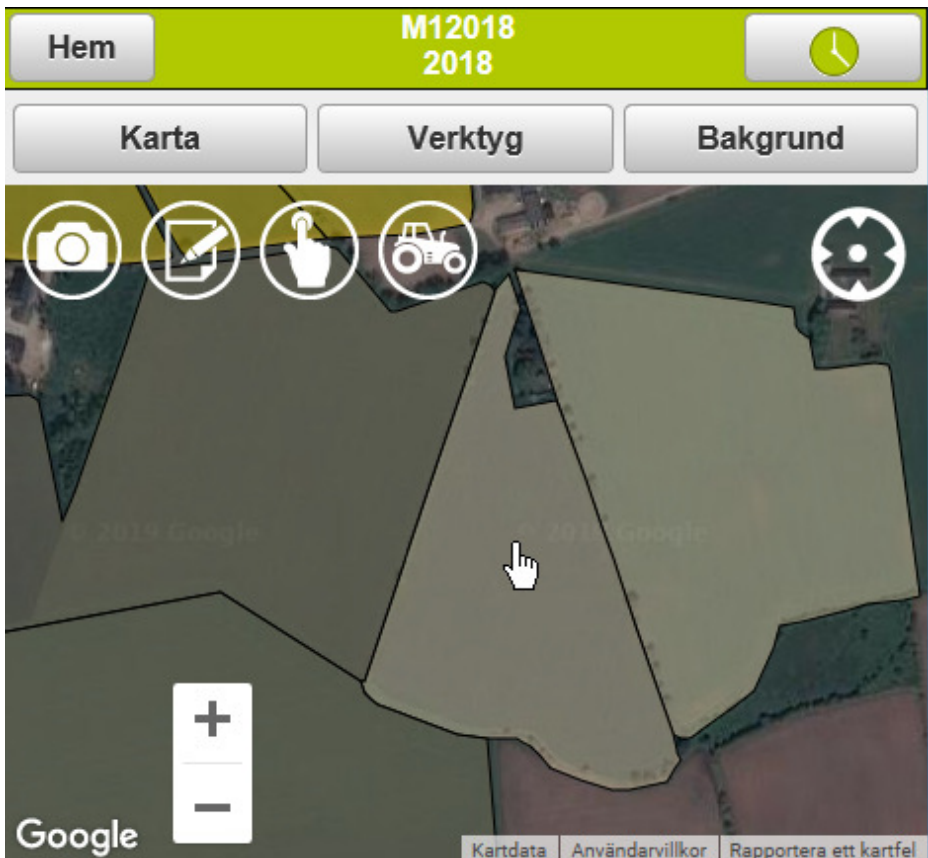 Hem
M12018
2018
Karta
Verktyg
Bakgrund
© 2019 Google
© 2019 Google
Google
Kartdata
Användarvillkor
Rapportera ett kartfel